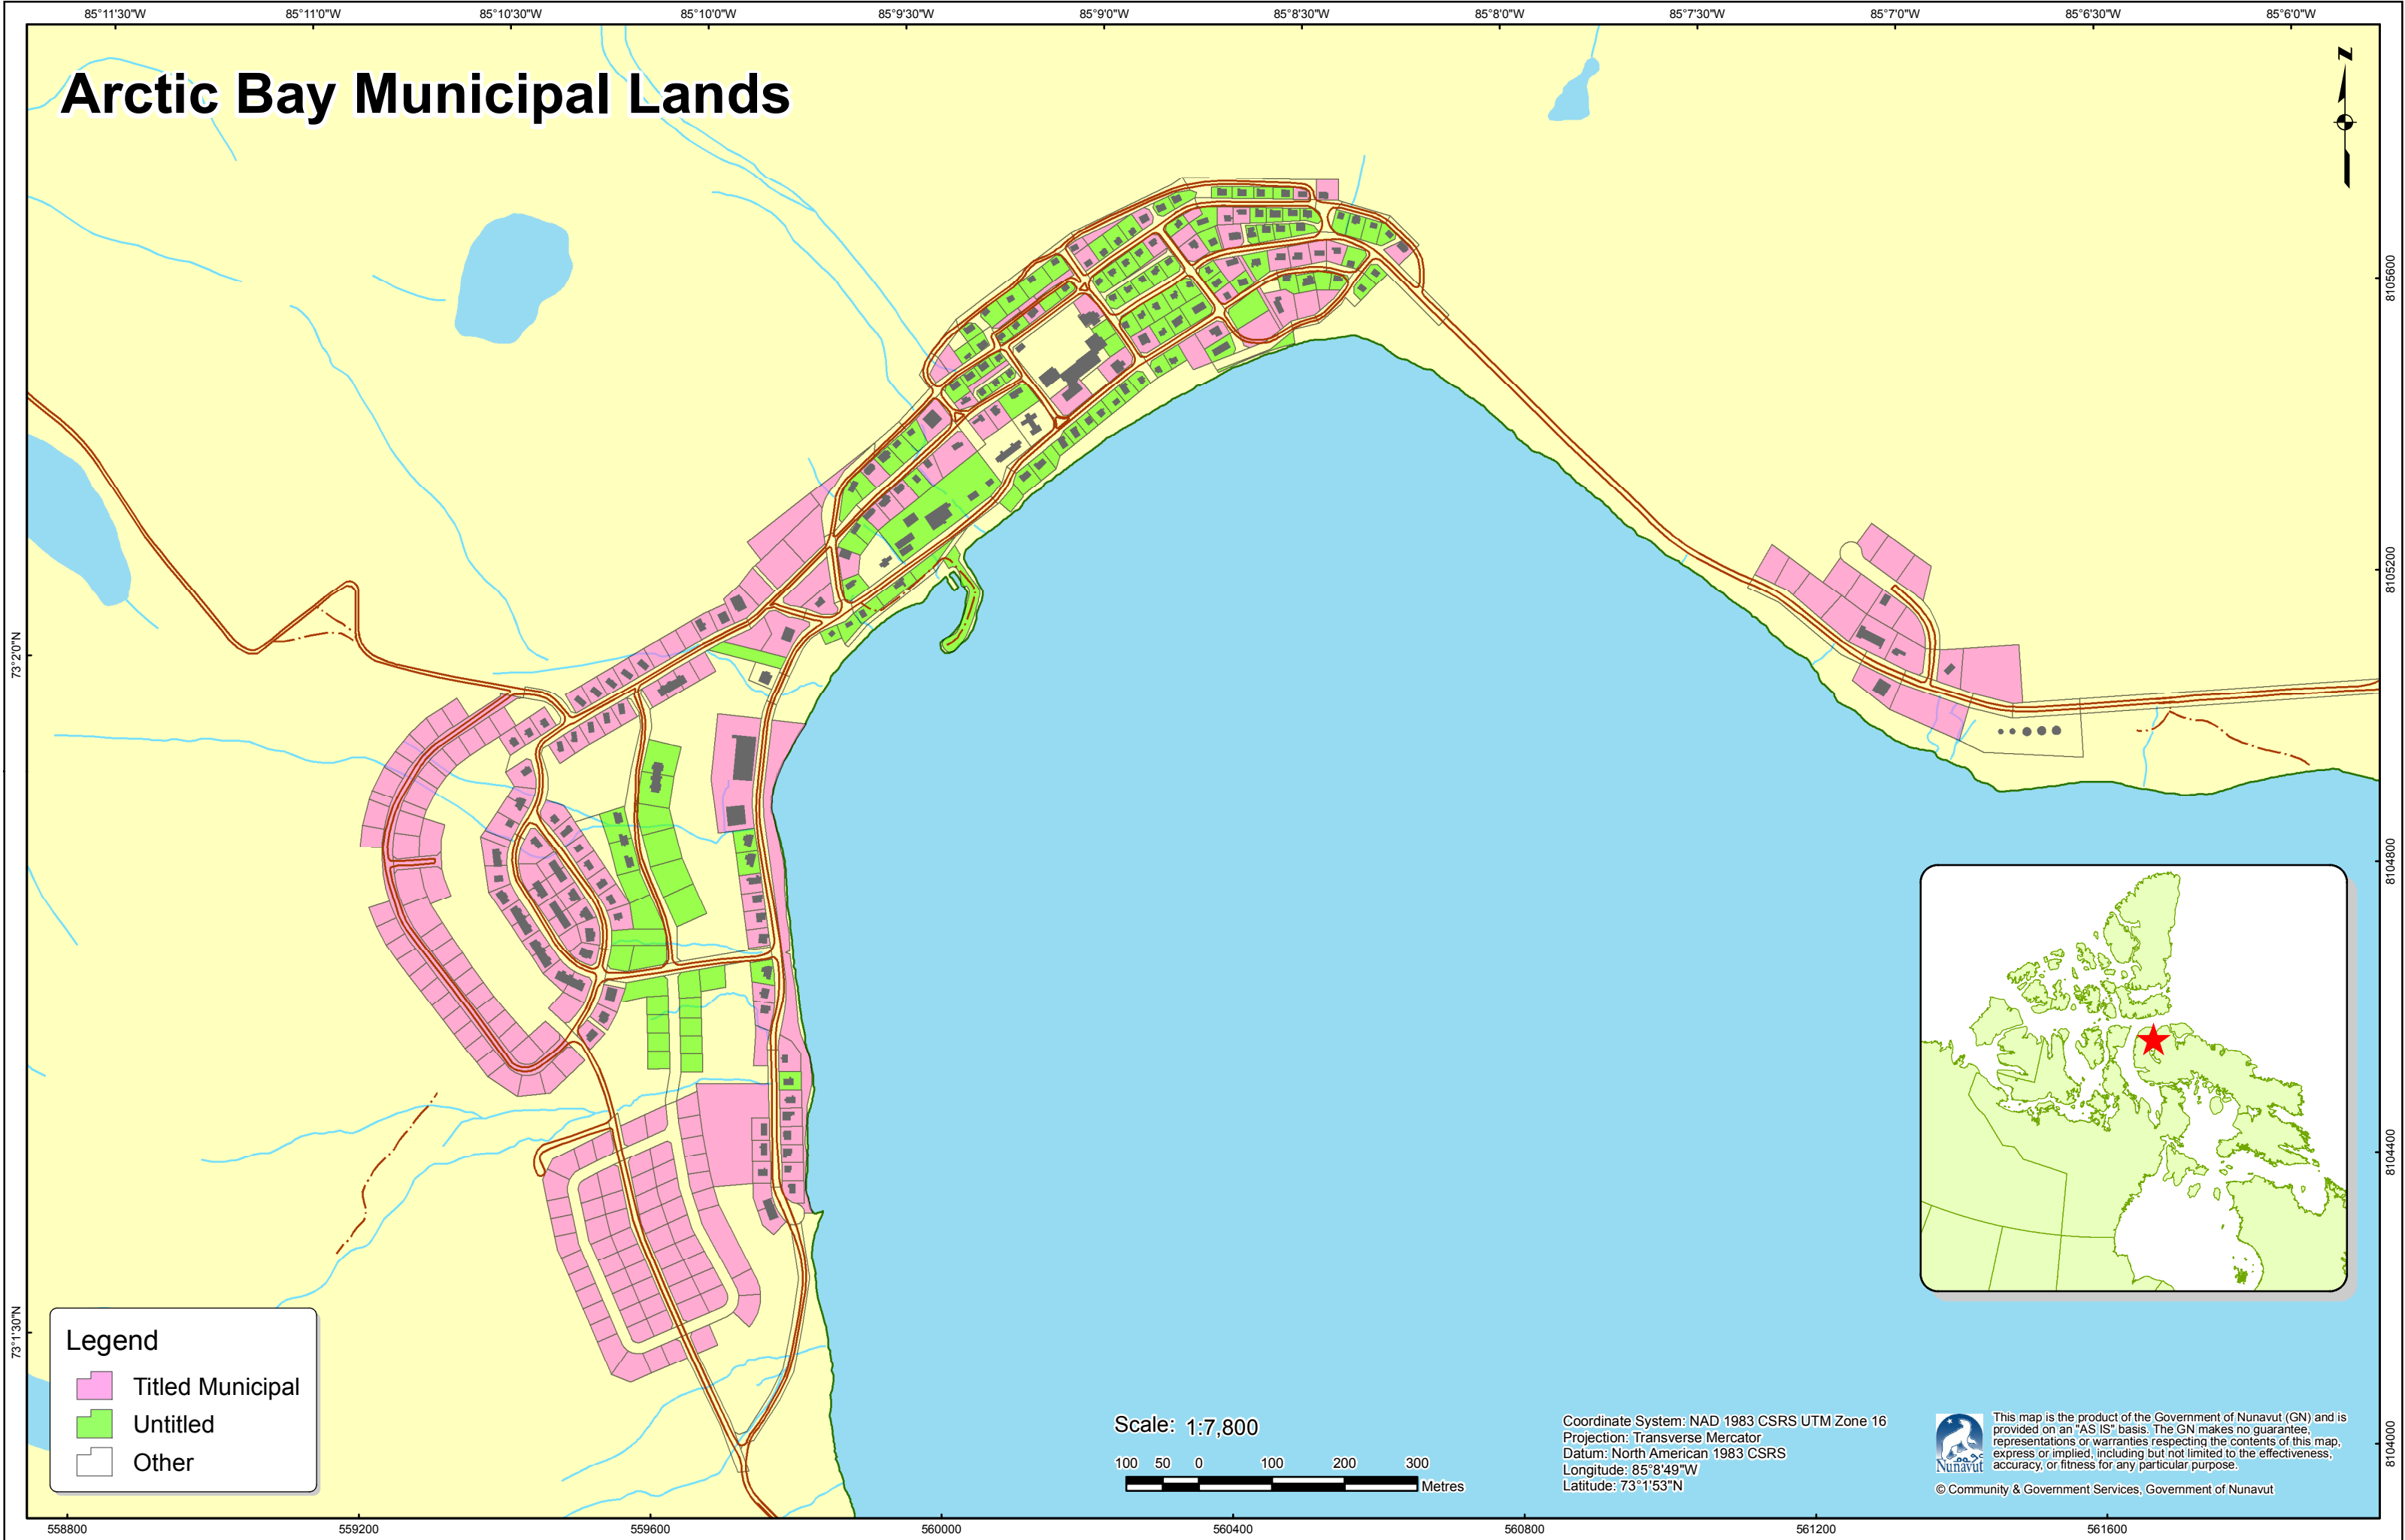 85°11'30"W 85°11'0"W 85°10'30"W 85°10'0"W 85°9'30"W 85°9'0"W 85°8'30"W 85°8'0"W 85°7'30"W 85°7'0"W 85°6'30"W 85°6'0"W
Arctic Bay Municipal Lands
N
8105600
8105200
73°2'0"N
8104800
8104400
73°1'30"N
8104000
Legend
Titled Municipal
Untitled
Other
Scale: 1:7,800
100 50 0 100 200 300
Metres
Coordinate System: NAD 1983 CSRS UTM Zone 16
Projection: Transverse Mercator
Datum: North American 1983 CSRS
Longitude: 85°8'49"W
Latitude: 73°1'53"N
Nunavut
This map is the product of the Government of Nunavut (GN) and is
provided on an "AS IS" basis. The GN makes no guarantee,
representations or warranties respecting the contents of this map,
express or implied, including but not limited to the effectiveness,
accuracy, or fitness for any particular purpose.
© Community & Government Services, Government of Nunavut
558800 559200 559600 560000 560400 560800 561200 561600